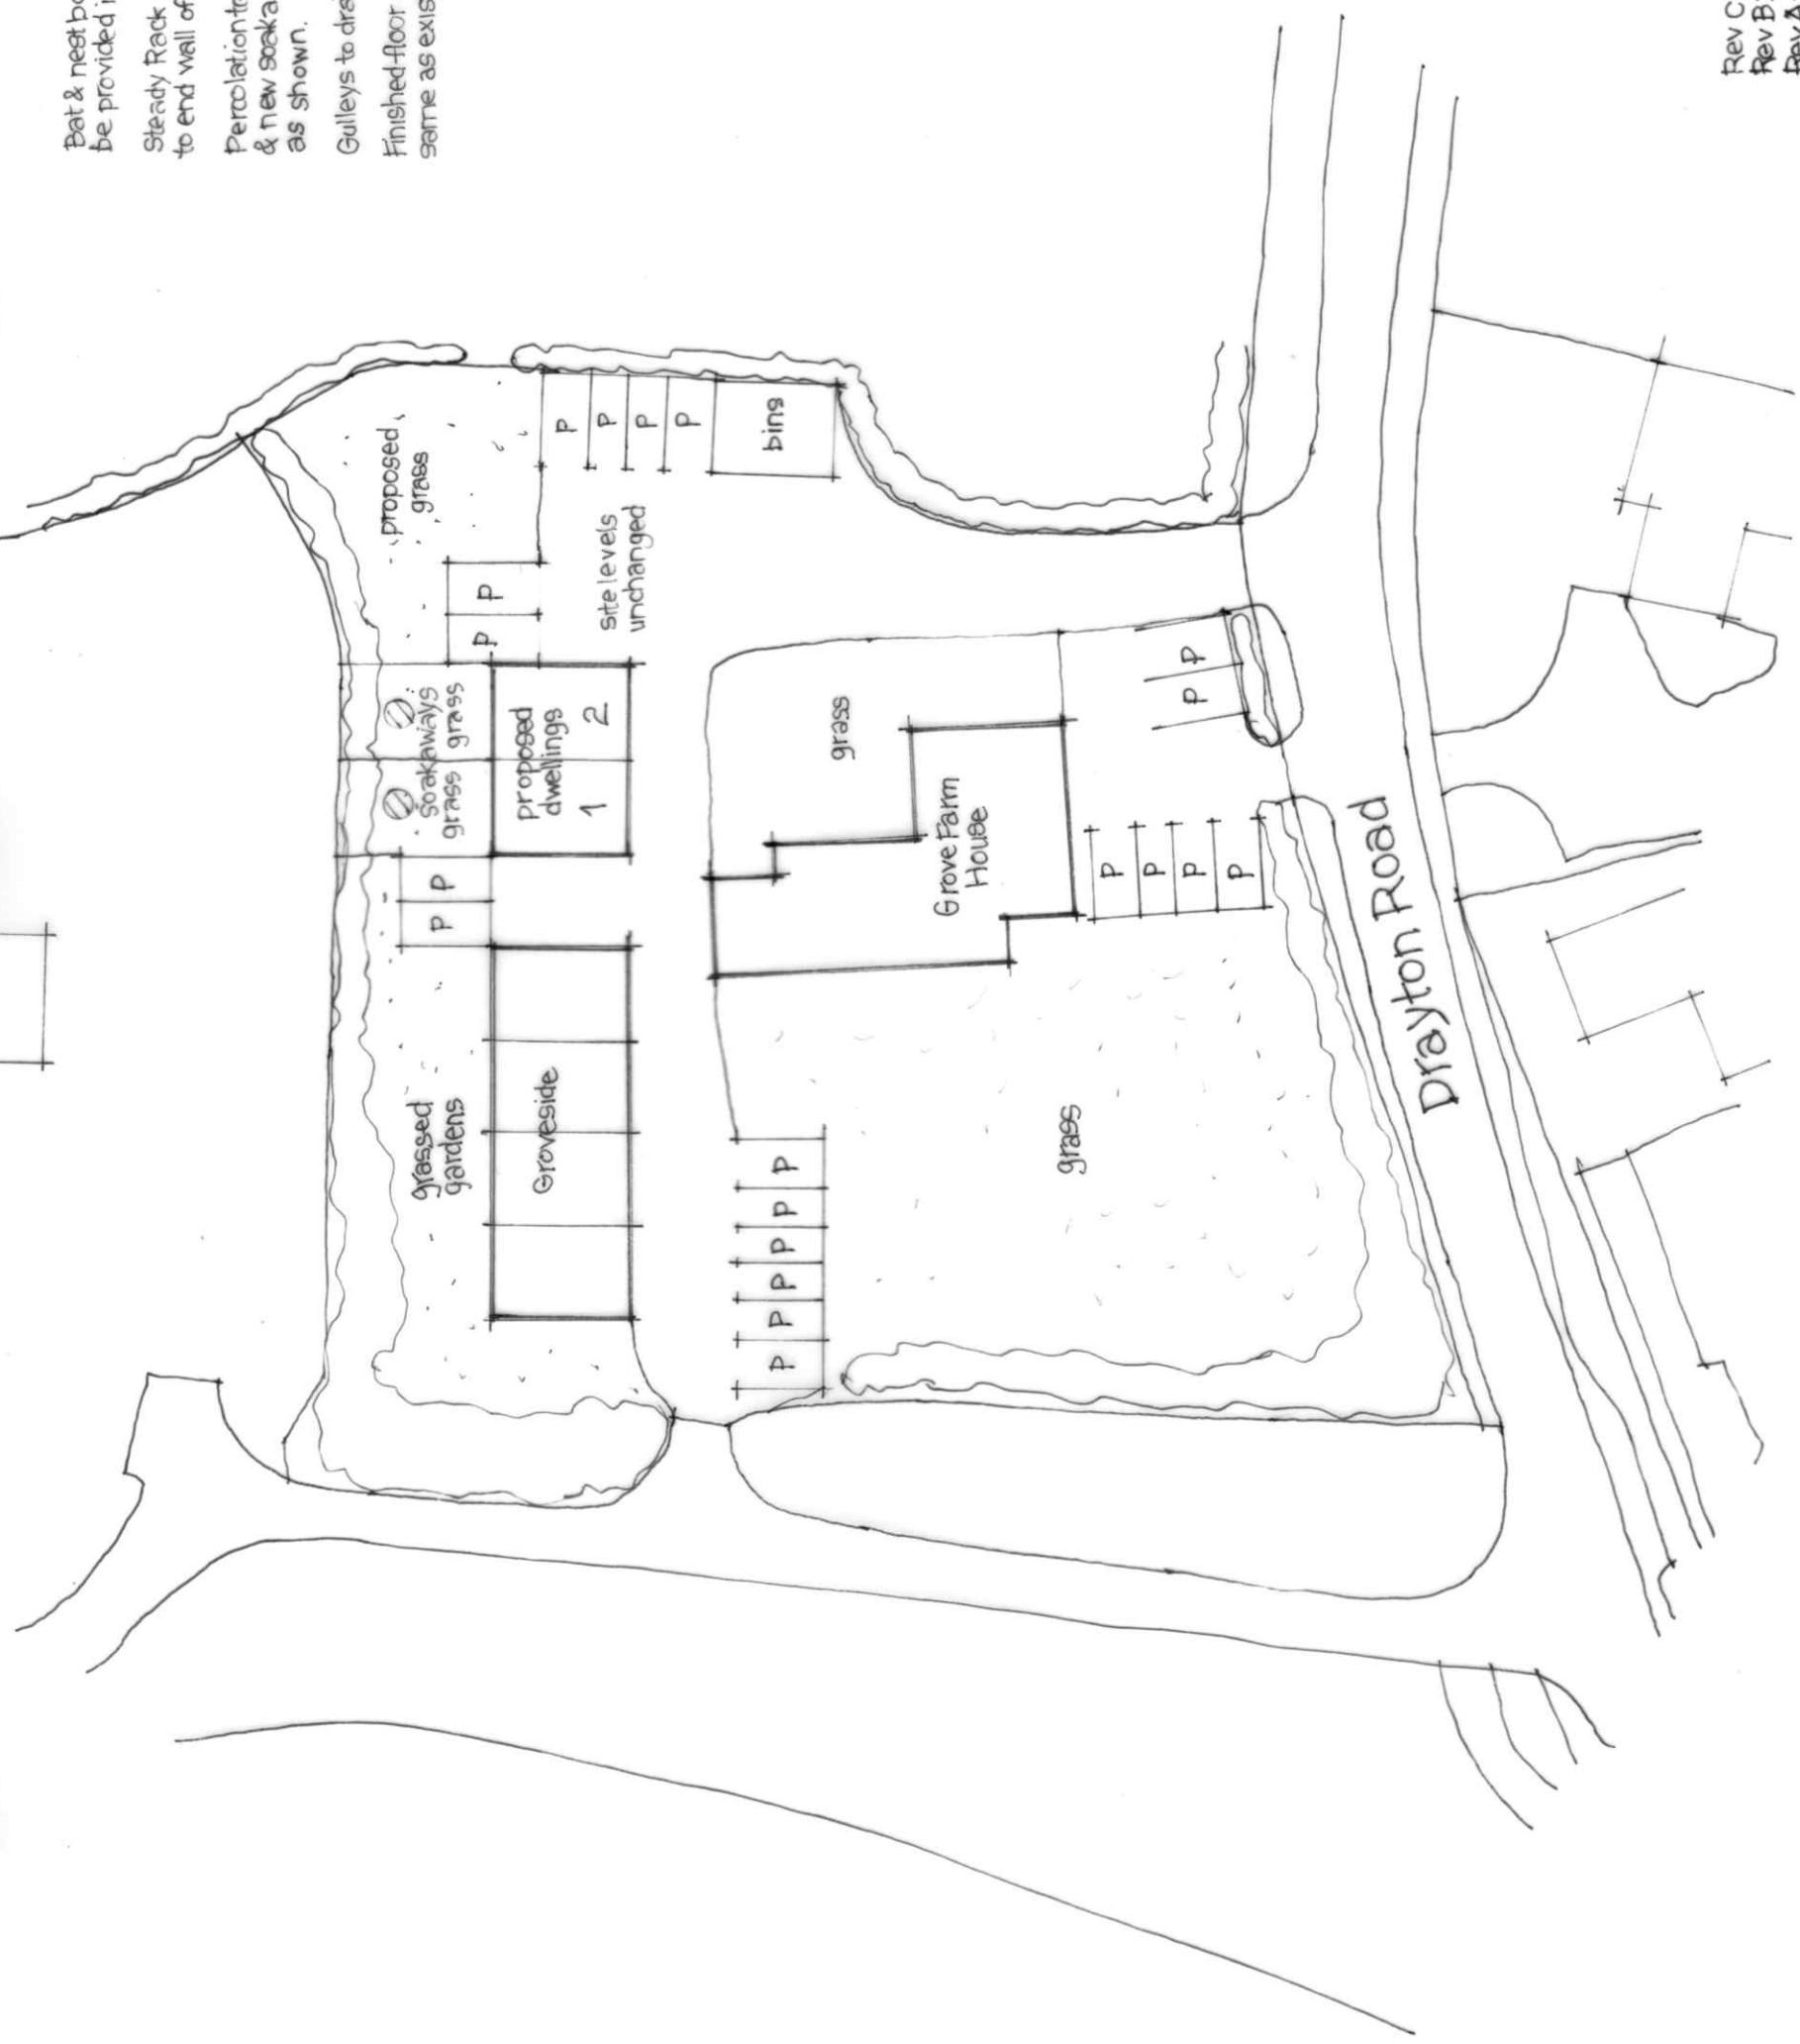 Bat & nest bo
be provided i
Steady Rack
to end wall of
Percolation te
& new soaka
as shown.
Gulleys to dra
Finished floor
same as exis
proposed
grass
soakaways
grass grass
grassed
gardens
P P
P P
proposed
dwellings
1 2
Groveside
P
P
P
P
bins
site levels
unchanged
P P P P P P
grass
Grove Farm
House
grass
P
P
P
P
P P
Drayton Road
Rev C
Rev B:
Rev A